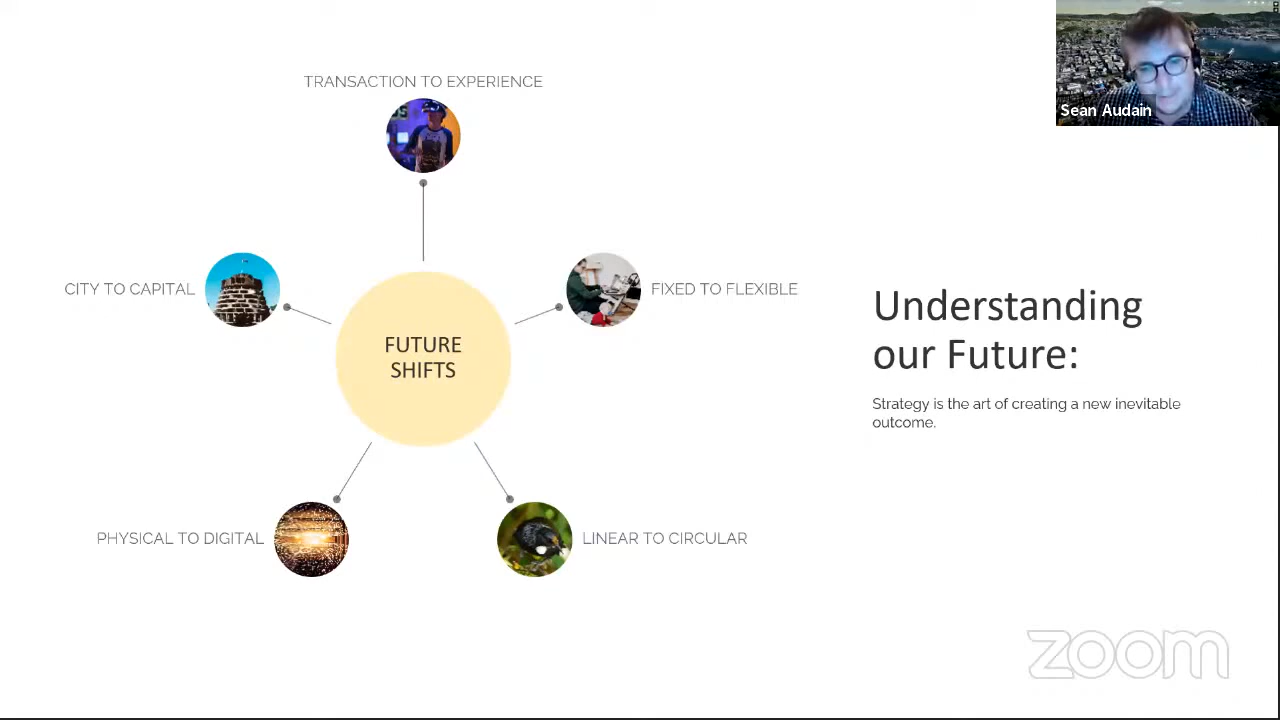 TRANSACTION TO EXPERIENCE
Sean Audain
CITY TO CAPITAL
FIXED TO FLEXIBLE
FUTURE
SHIFTS
Understanding
our Future:
Strategy is the art of creating a new inevitable
outcome.
PHYSICAL TO DIGITAL
LINEAR TO CIRCULAR
zoom